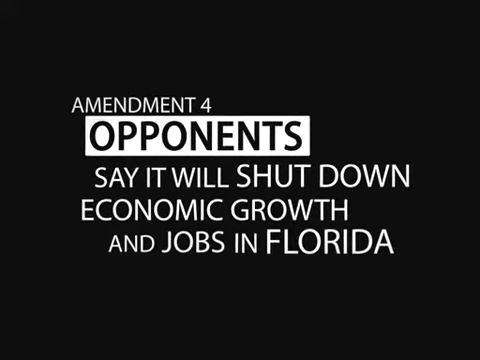 AMENDMENT 4
OPPONENTS
SAY IT WILL SHUT DOWN
ECONOMIC GROWTH
AND JOBS IN FLORIDA